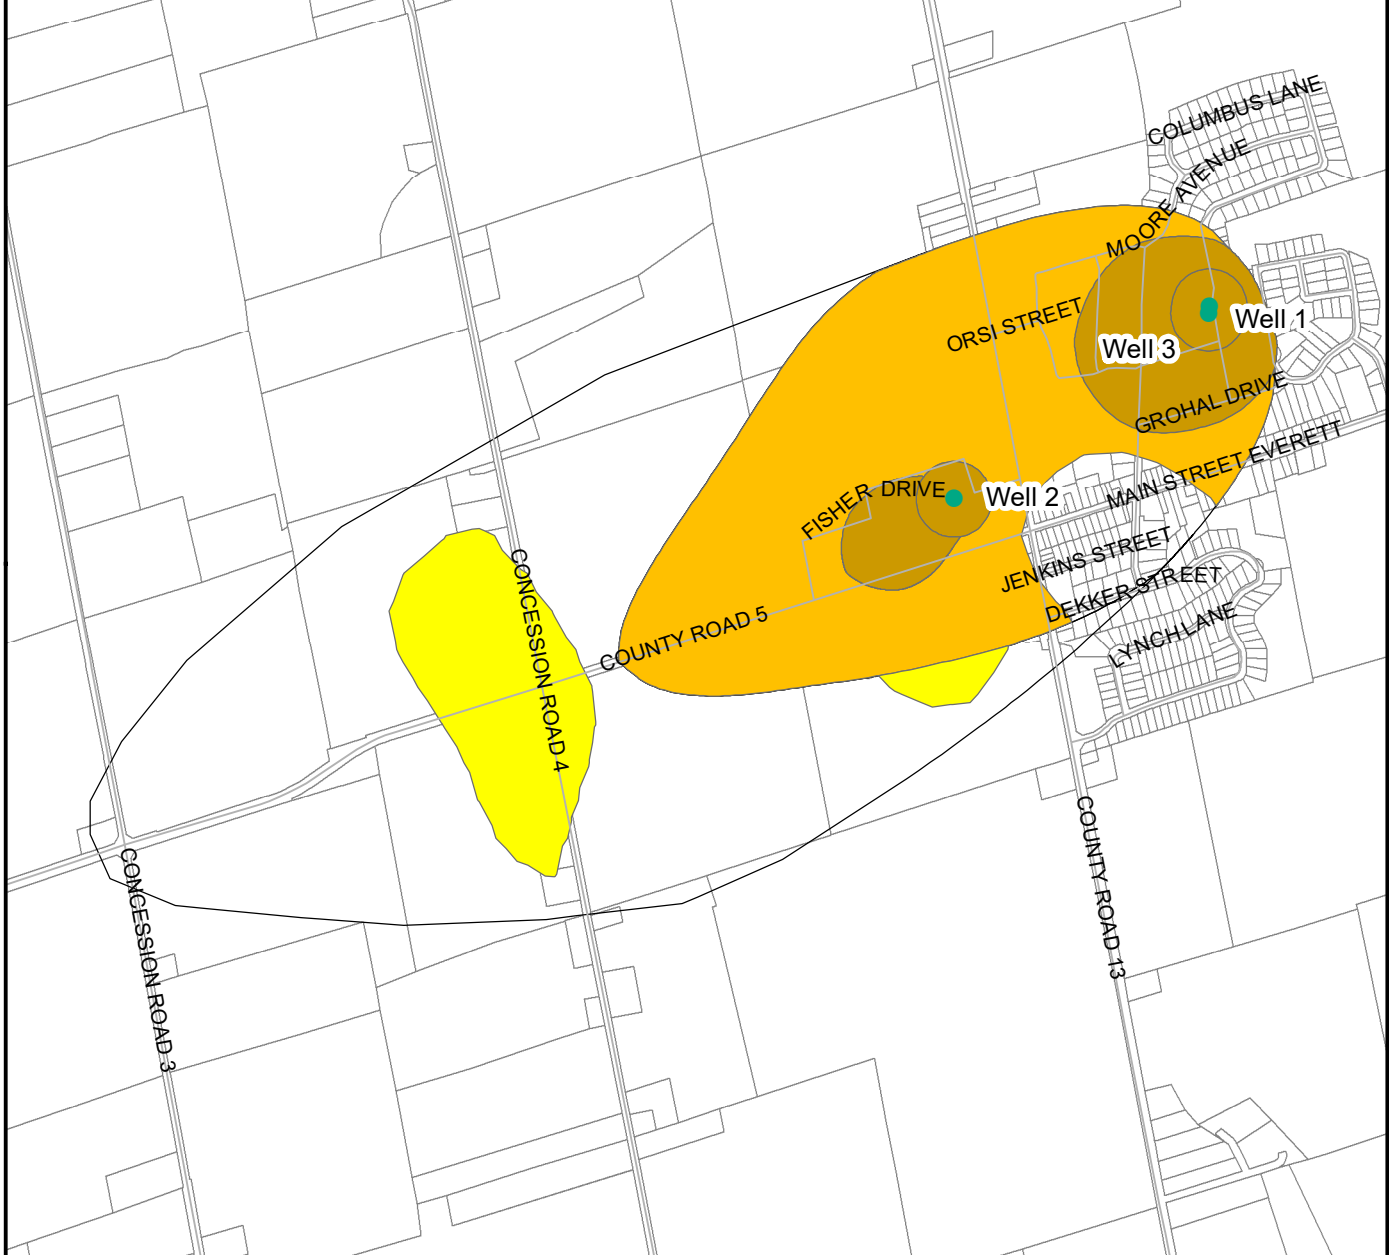 COLUMBUS LANE
MOORE AVENUE
ORSI STREET
Well 1
Well 3
GROHAL DRIVE
MAIN STREET EVERETT
FISHER DRIVE
Well 2
JENKINS STREET
DEKKER STREET
LYNCH LANE
COUNTY ROAD 5
CONCESSION ROAD 4
COUNTY ROAD 13
CONCESSION ROAD 3